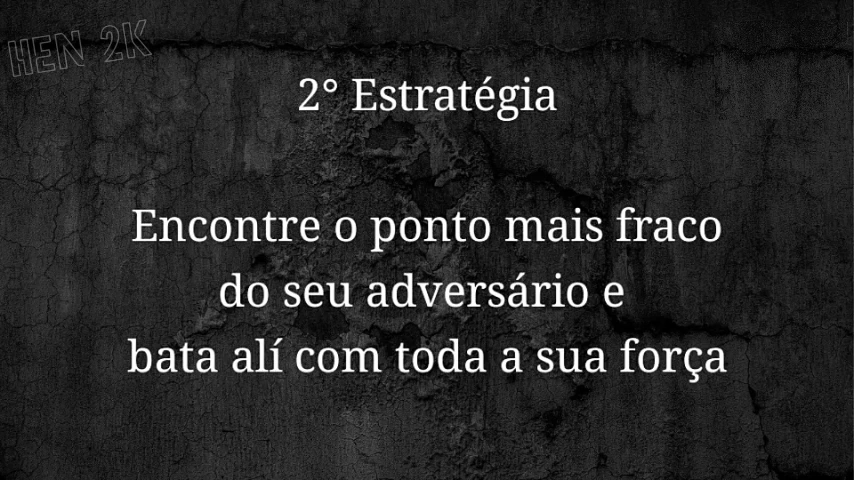 HEN 2K
2° Estratégia
Encontre o ponto mais fraco
do seu adversário e
bata alí com toda a sua força